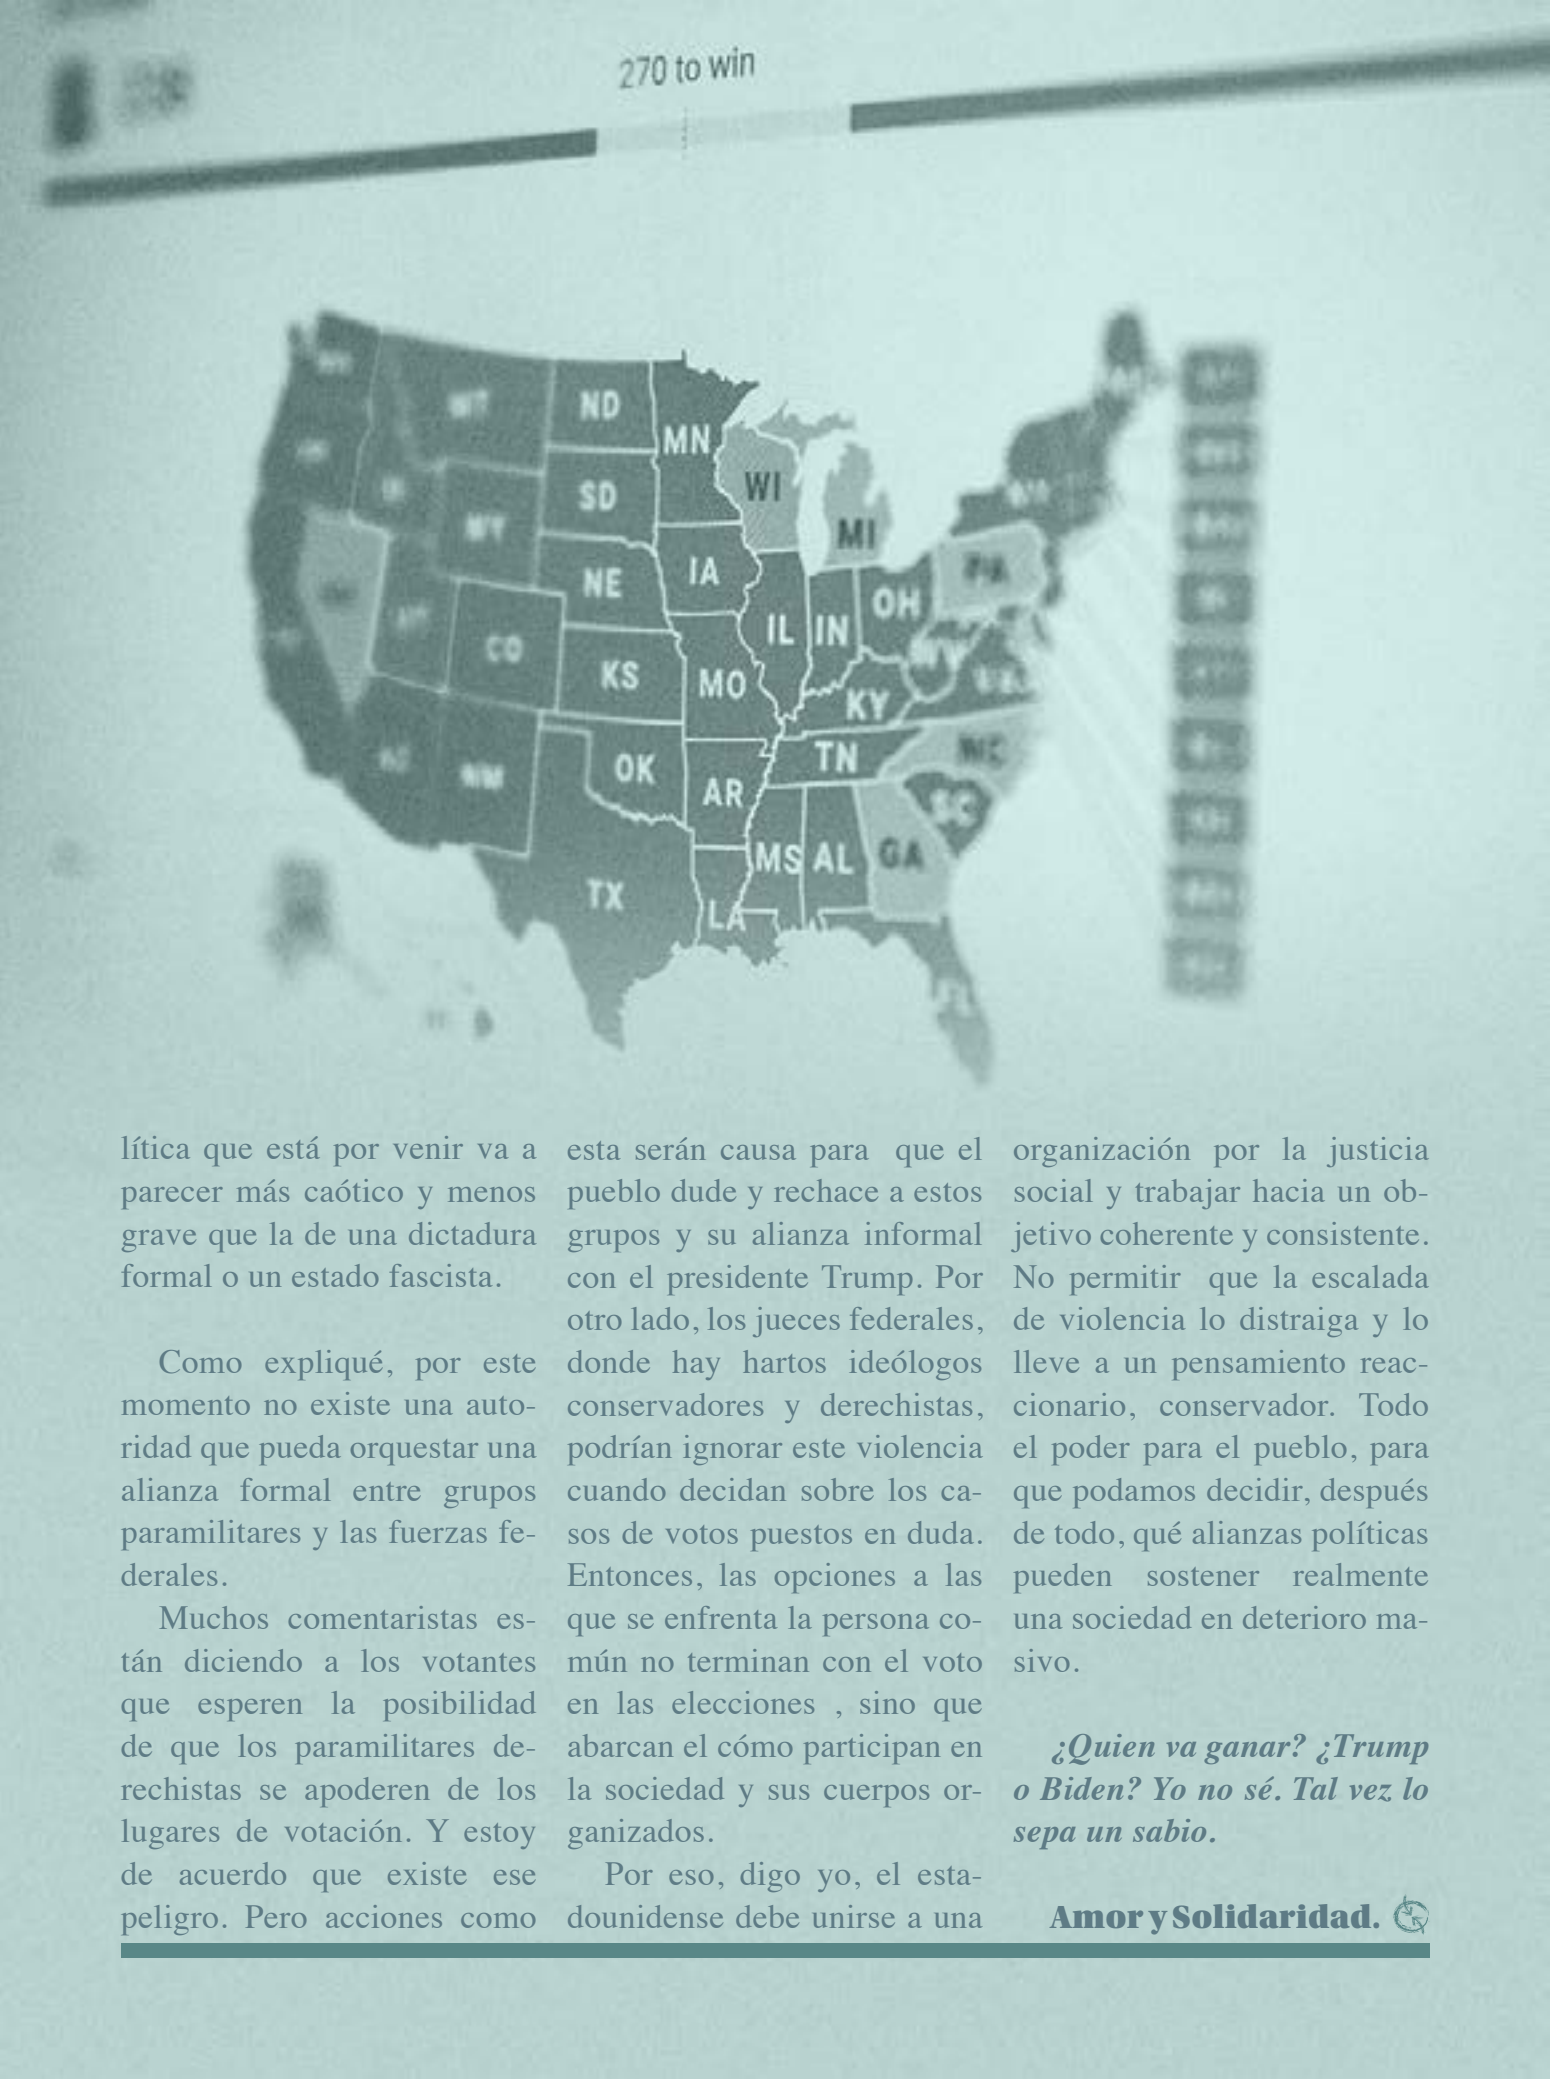 270 to win
ND
MN
WI
MI
SD
WY
NE
IA
IL
IN
OH
PA
CO
KS
MO
KY
TN
NC
OK
AR
SC
NM
MS
AL
GA
TX
LA
FL
lítica que está por venir va a
parecer más caótico y menos
grave que la de una dictadura
formal o un estado fascista.
Como expliqué, por este
momento no existe una auto-
ridad que pueda orquestar una
alianza formal entre grupos
paramilitares y las fuerzas fe-
derales.
Muchos comentaristas es-
tán diciendo a los votantes
que esperen la posibilidad
de que los paramilitares de-
rechistas se apoderen de los
lugares de votación. Y estoy
de acuerdo que existe ese
peligro. Pero acciones como
esta serán causa para que el
pueblo dude y rechace a estos
grupos y su alianza informal
con el presidente Trump. Por
otro lado, los jueces federales,
donde hay hartos ideólogos
conservadores y derechistas,
podrían ignorar este violencia
cuando decidan sobre los ca-
sos de votos puestos en duda.
Entonces, las opciones a las
que se enfrenta la persona co-
mún no terminan con el voto
en las elecciones , sino que
abarcan el cómo participan en
la sociedad y sus cuerpos or-
ganizados.
Por eso, digo yo, el esta-
dounidense debe unirse a una
organización por la justicia
social y trabajar hacia un ob-
jetivo coherente y consistente.
No permitir que la escalada
de violencia lo distraiga y lo
lleve a un pensamiento reac-
cionario, conservador. Todo
el poder para el pueblo, para
que podamos decidir, después
de todo, qué alianzas políticas
pueden sostener realmente
una sociedad en deterioro ma-
sivo.
¿Quien va ganar? ¿Trump
o Biden? Yo no sé. Tal vez lo
sepa un sabio.
Amor y Solidaridad.